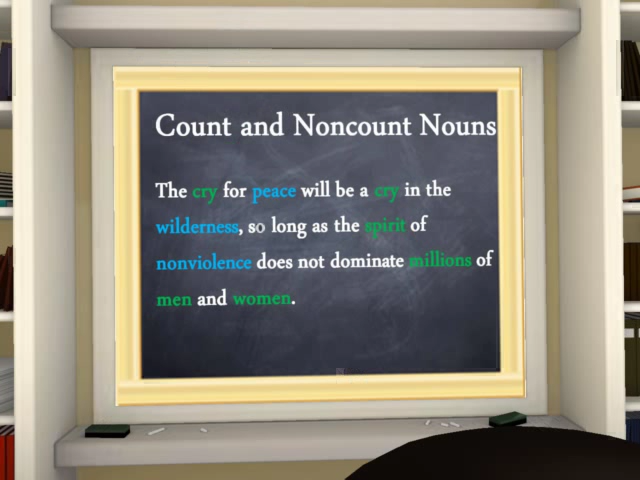 Count and Noncount Nouns
The cry for peace will be a cry in the
wilderness, so long as the spirit of
nonviolence does not dominate millions of
men and women.